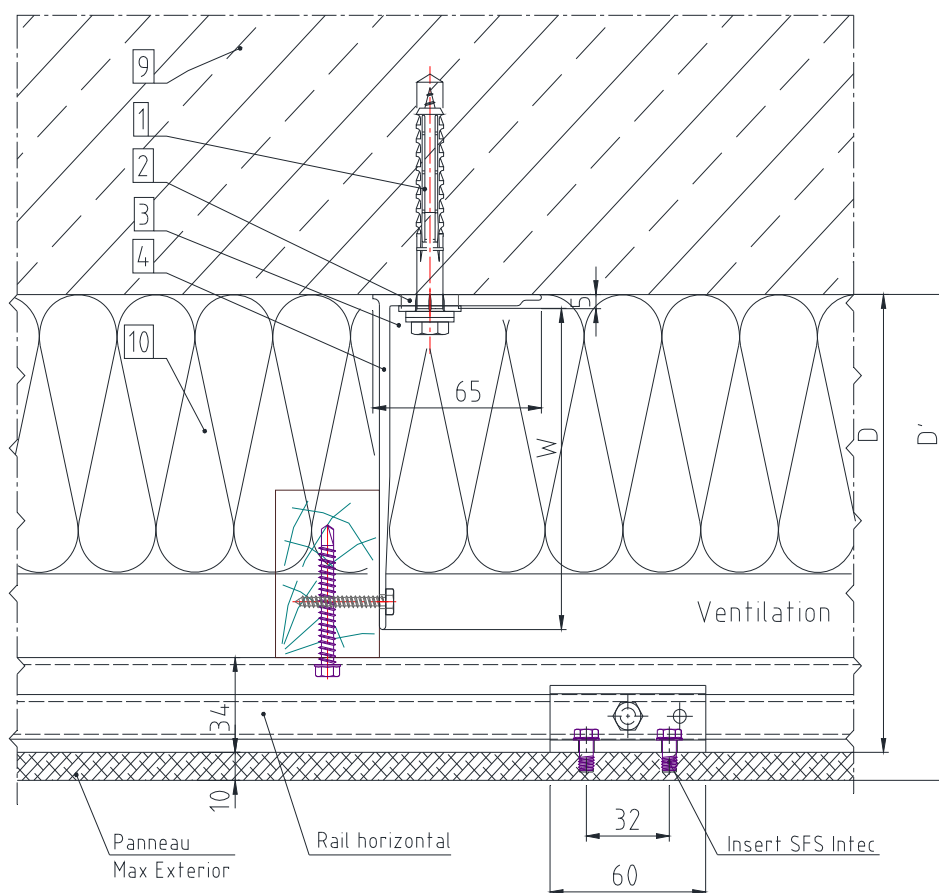 9
1
2
3
4
10
5
65
W
D
D'
Ventilation
34
10
32
60
Panneau
Max Exterior
Rail horizontal
Insert SFS Intec